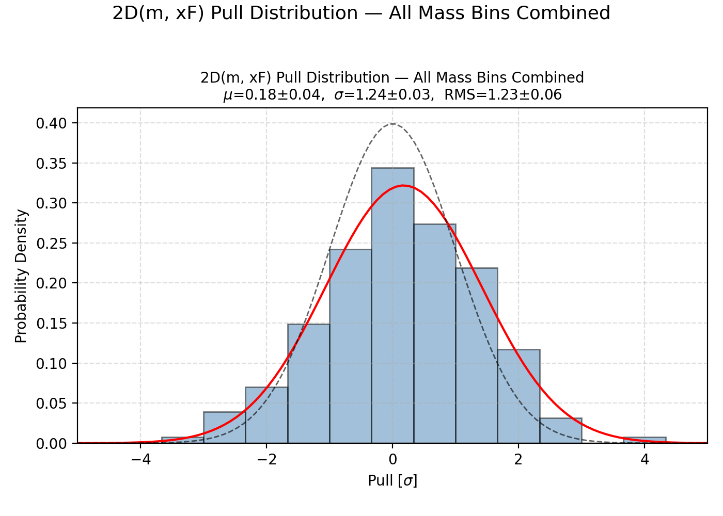 2D(m, xF) Pull Distribution — All Mass Bins Combined
2D(m, xF) Pull Distribution — All Mass Bins Combined
μ=0.18±0.04, σ=1.24±0.03, RMS=1.23±0.06
Probability Density
0.40
0.35
0.30
0.25
0.20
0.15
0.10
0.05
0.00
−4 −2 0 2 4
Pull [σ]